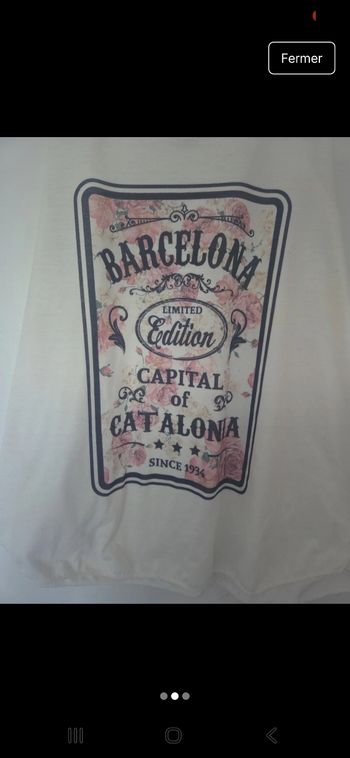 Fermer
BARCELONA
LIMITED
Edition
CAPITAL
of
CATALONA
SINCE 1934